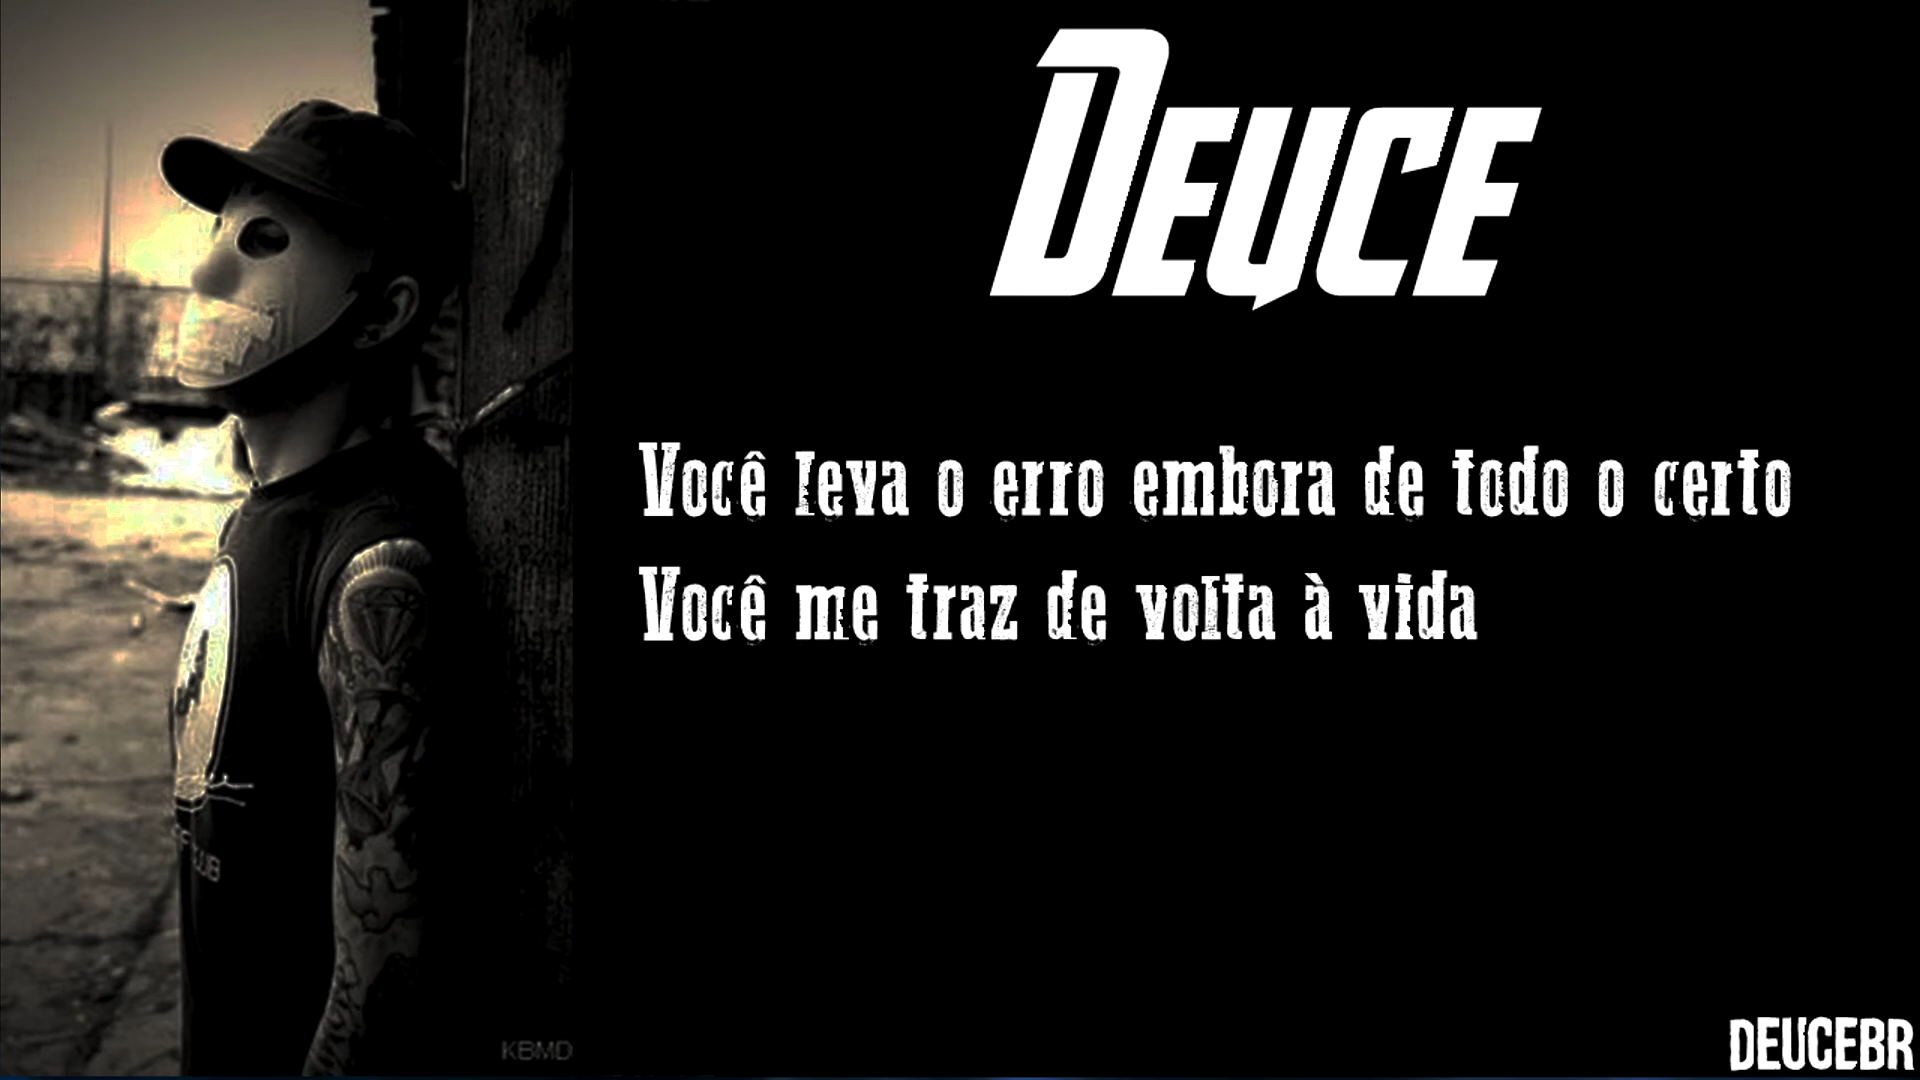 Deuce
Você leva o erro embora de todo o certo
Você me traz de volta à vida
KBMD
DEUCEBR